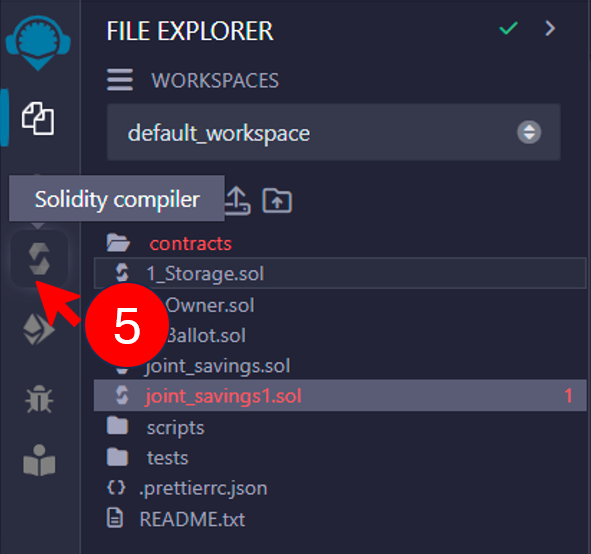 FILE EXPLORER
WORKSPACES
default_workspace
Solidity compiler
contracts
1_Storage.sol
Owner.sol
5
Ballot.sol
joint_savings.sol
joint_savings1.sol 1
scripts
tests
.prettierrc.json
README.txt